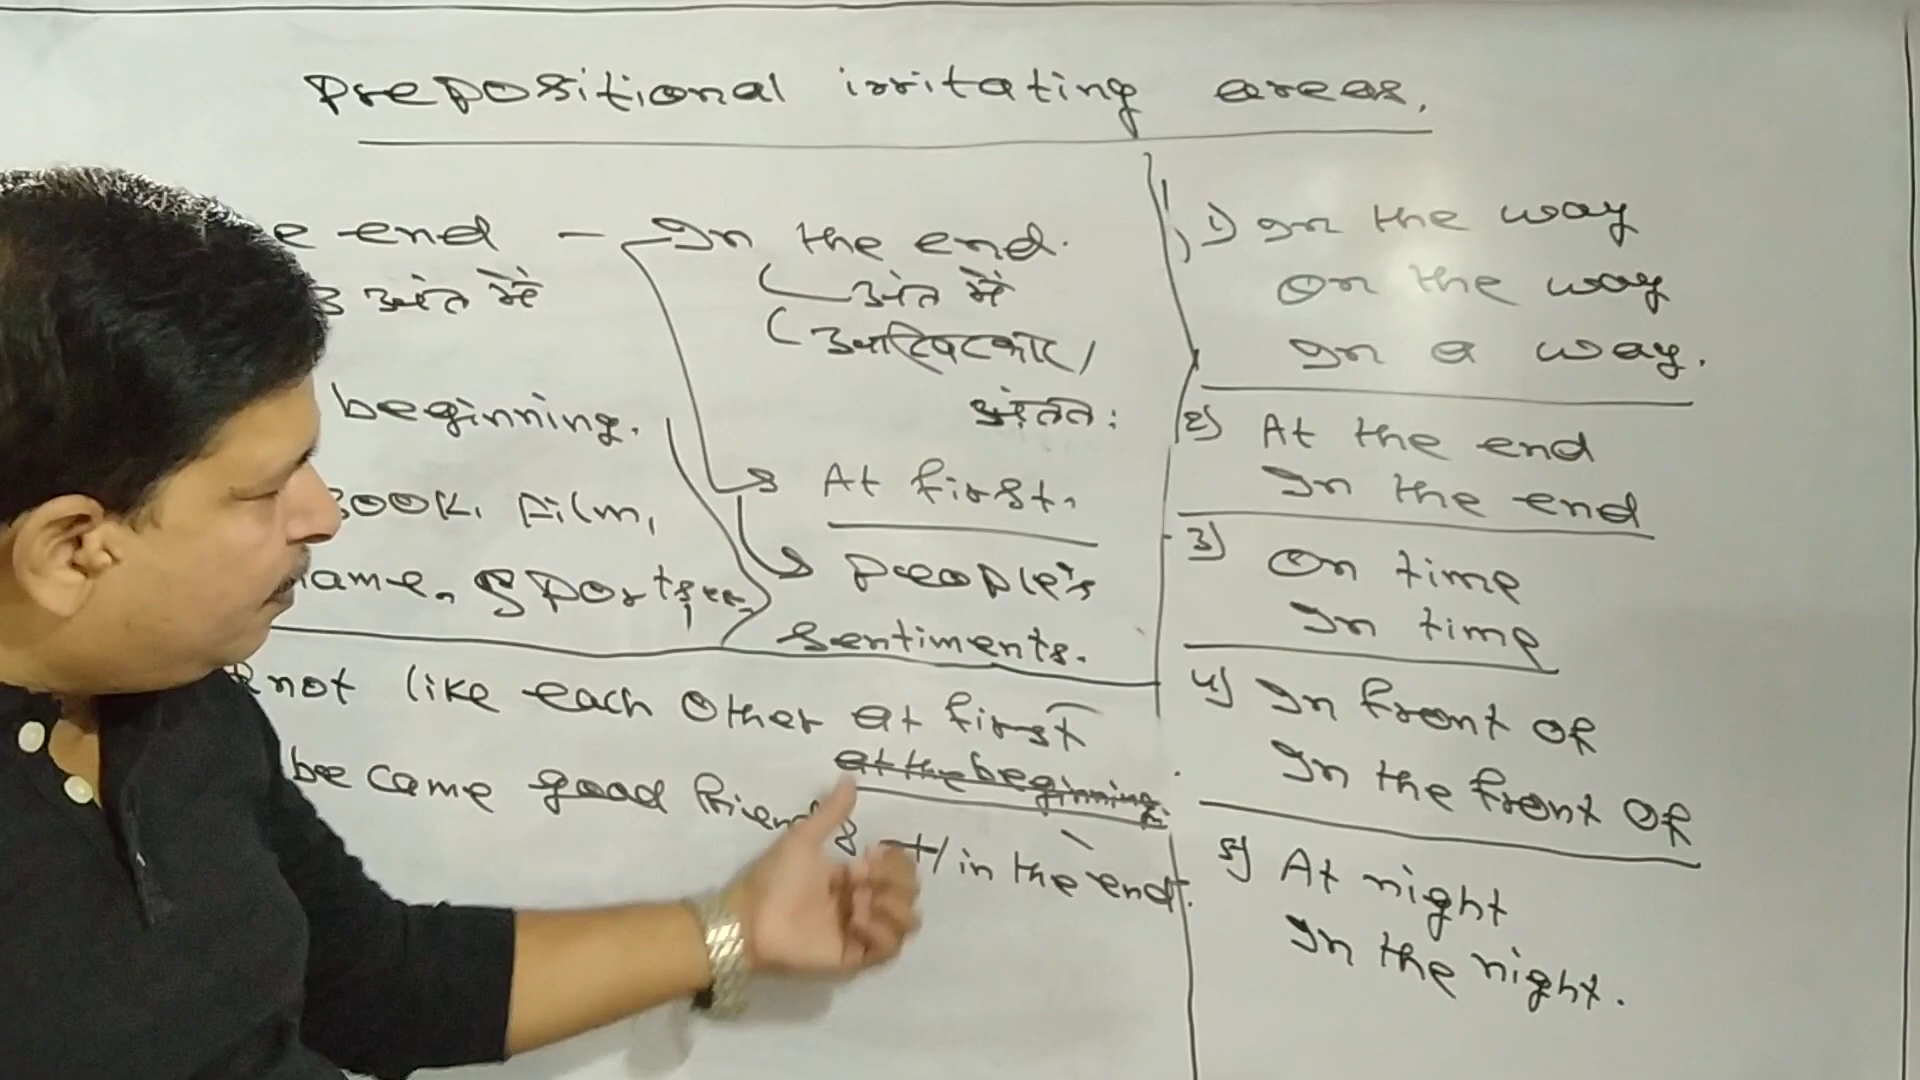 Prepositional irritating areas.
e end - In the end.
अंत में
अंत में
आखिरकार/
अंततः
beginning.
At first.
Book, Film,
People's
name, Sports
sentiments.
not like each other at first
at the beginning.
became good friends in the end.
1) In the way
On the way
In a way.
2) At the end
In the end
3) On time
In time
4) In front of
In the front of
5) At night
In the night.